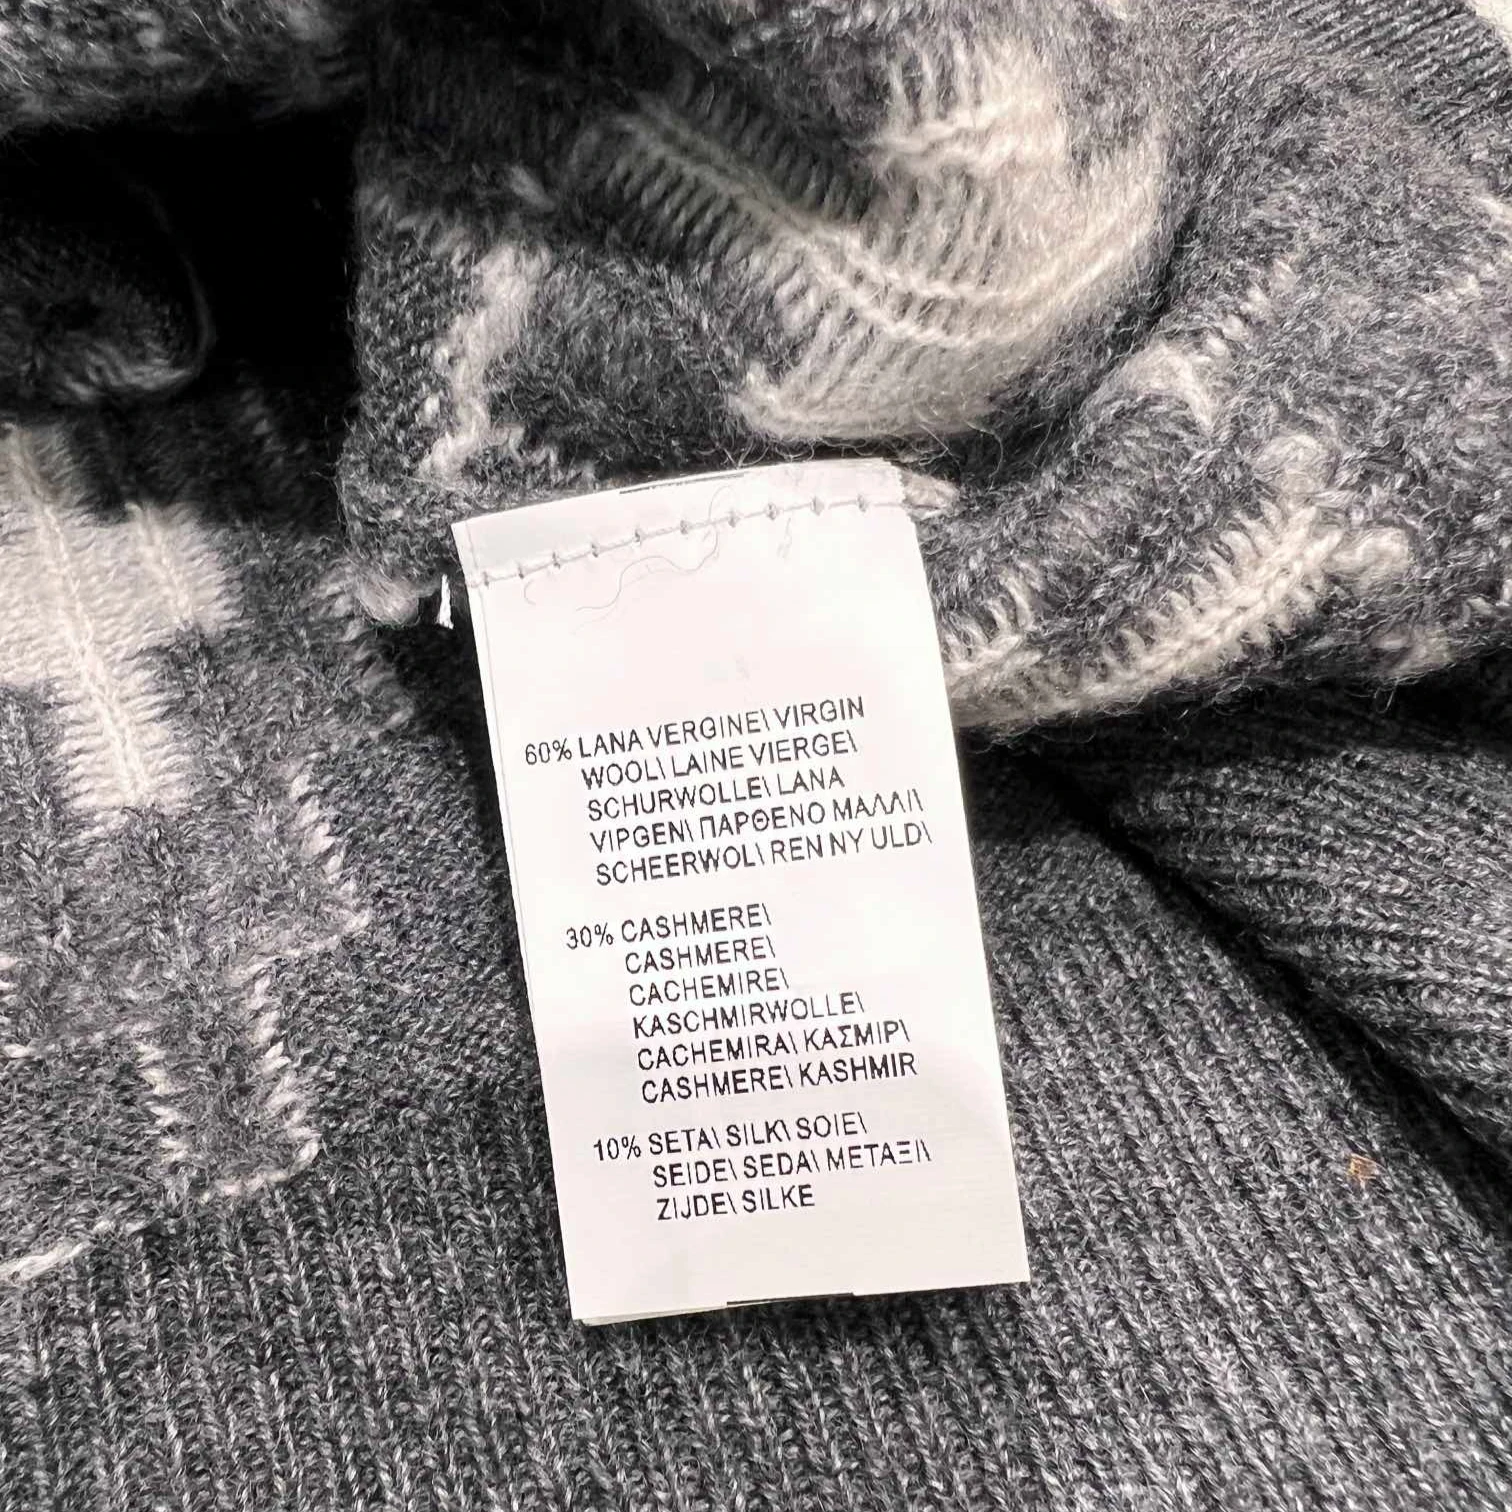 60% LANA VERGINE\ VIRGIN
WOOL\ LAINE VIERGE\
SCHURWOLLE\ LANA
VIPGEN\ ΠΑΡΘΕΝΟ ΜΑΛΛΙ\
SCHEERWOL\ REN NY ULD\
30% CASHMERE\
CASHMERE\
CACHEMIRE\
KASCHMIRWOLLE\
CACHEMIRA\ ΚΑΣΜΙΡ\
CASHMERE\ KASHMIR
10% SETA\ SILK\ SOIE\
SEIDE\ SEDA\ ΜΕΤΑΞΙ\
ZIJDE\ SILKE